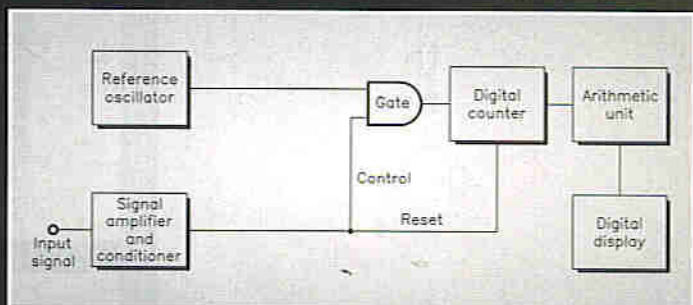 Reference
oscillator
Gate
Digital
counter
Arithmetic
unit
Control
Signal
amplifier
and
conditioner
Input
signal
Reset
Digital
display